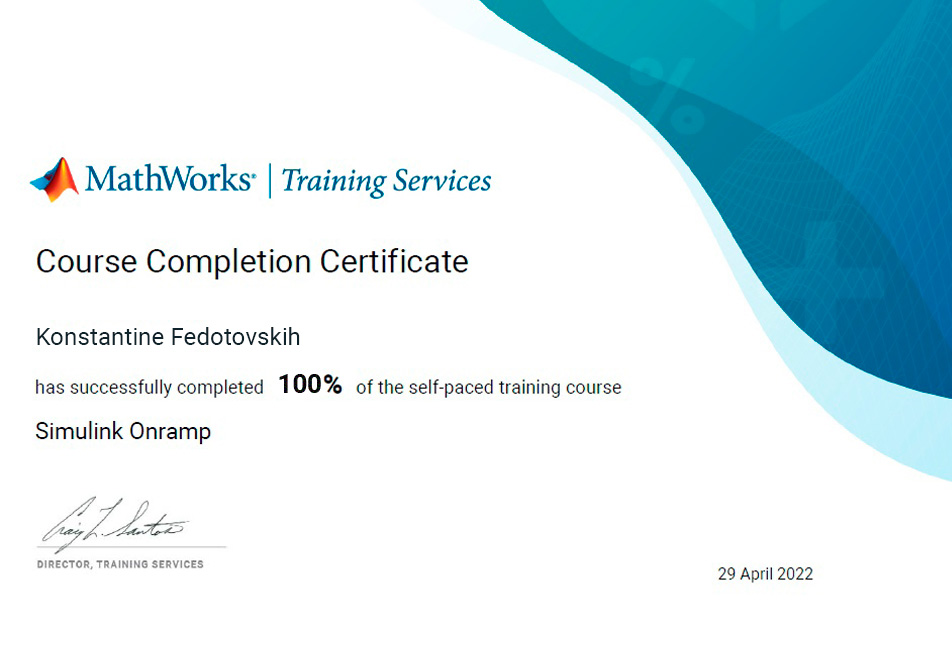 MathWorks® | Training Services
Course Completion Certificate
Konstantine Fedotovskih
has successfully completed 100% of the self-paced training course
Simulink Onramp
Craig L. Santos
DIRECTOR, TRAINING SERVICES
29 April 2022